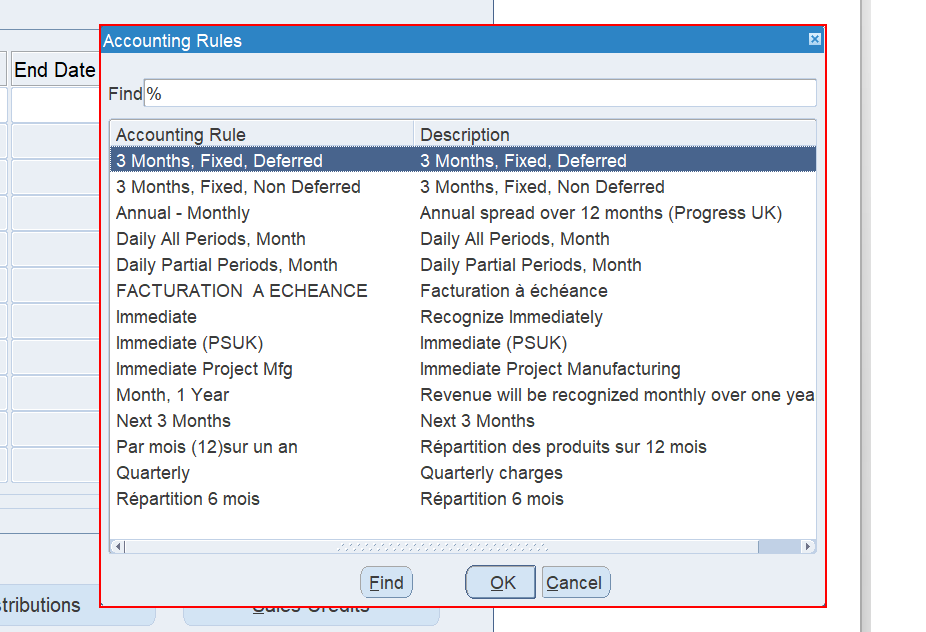 Accounting Rules
End Date
Find %
Accounting Rule Description
3 Months, Fixed, Deferred 3 Months, Fixed, Deferred
3 Months, Fixed, Non Deferred 3 Months, Fixed, Non Deferred
Annual - Monthly Annual spread over 12 months (Progress UK)
Daily All Periods, Month Daily All Periods, Month
Daily Partial Periods, Month Daily Partial Periods, Month
FACTURATION  A ECHEANCE Facturation à échéance
Immediate Recognize Immediately
Immediate (PSUK) Immediate (PSUK)
Immediate Project Mfg Immediate Project Manufacturing
Month, 1 Year Revenue will be recognized monthly over one yea
Next 3 Months Next 3 Months
Par mois (12)sur un an Répartition des produits sur 12 mois
Quarterly Quarterly charges
Répartition 6 mois Répartition 6 mois
Find OK Cancel
tributions Sales Credits